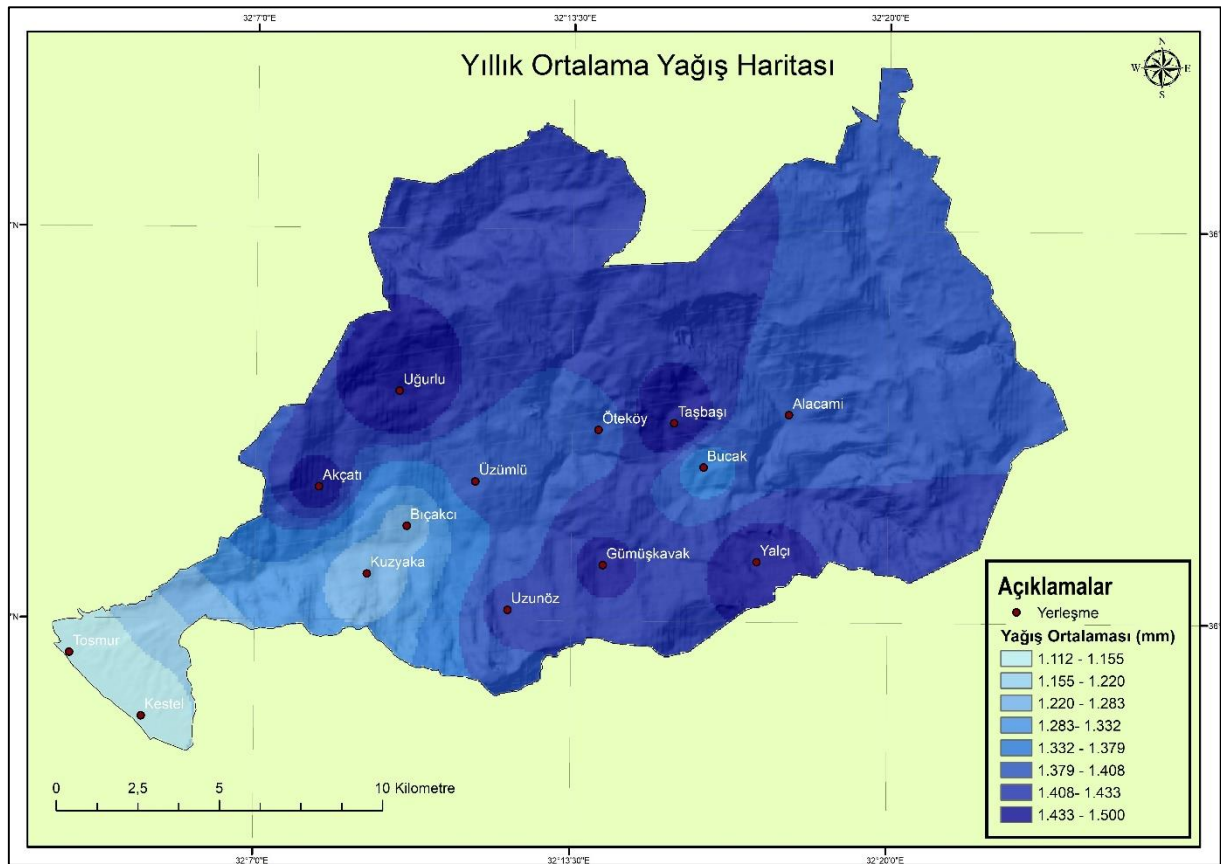 32°7'0"E
32°13'30"E
32°20'0"E
Yıllık Ortalama Yağış Haritası
N
W
E
S
Uğurlu
Öteköy
Taşbaşı
Alacami
Bucak
Akçatı
Üzümlü
Bıçakcı
Kuzyaka
Gümüşkavak
Yalçı
Uzunöz
Tosmur
Kestel
0
2,5
5
10 Kilometre
Açıklamalar
Yerleşme
Yağış Ortalaması (mm)
1.112 - 1.155
1.155 - 1.220
1.220 - 1.283
1.283- 1.332
1.332 - 1.379
1.379 - 1.408
1.408- 1.433
1.433 - 1.500
32°7'0"E
32°13'30"E
32°20'0"E